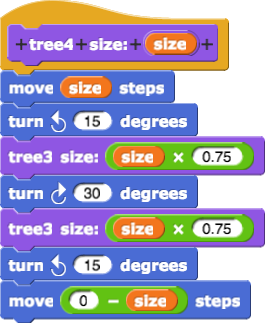 +tree4 size:+ size +
move size steps
turn ↺ 15 degrees
tree3 size: size × 0.75
turn ↻ 30 degrees
tree3 size: size × 0.75
turn ↺ 15 degrees
move 0 − size steps